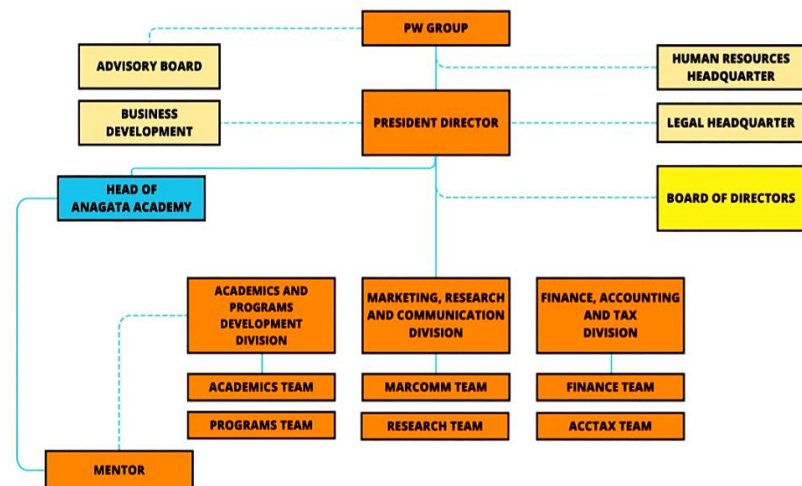 PW GROUP
ADVISORY BOARD
HUMAN RESOURCES
HEADQUARTER
BUSINESS
DEVELOPMENT
PRESIDENT DIRECTOR
LEGAL HEADQUARTER
HEAD OF
ANAGATA ACADEMY
BOARD OF DIRECTORS
ACADEMICS AND
PROGRAMS
DEVELOPMENT
DIVISION
MARKETING, RESEARCH
AND COMMUNICATION
DIVISION
FINANCE, ACCOUNTING
AND TAX
DIVISION
ACADEMICS TEAM
MARCOMM TEAM
FINANCE TEAM
PROGRAMS TEAM
RESEARCH TEAM
ACCTAX TEAM
MENTOR